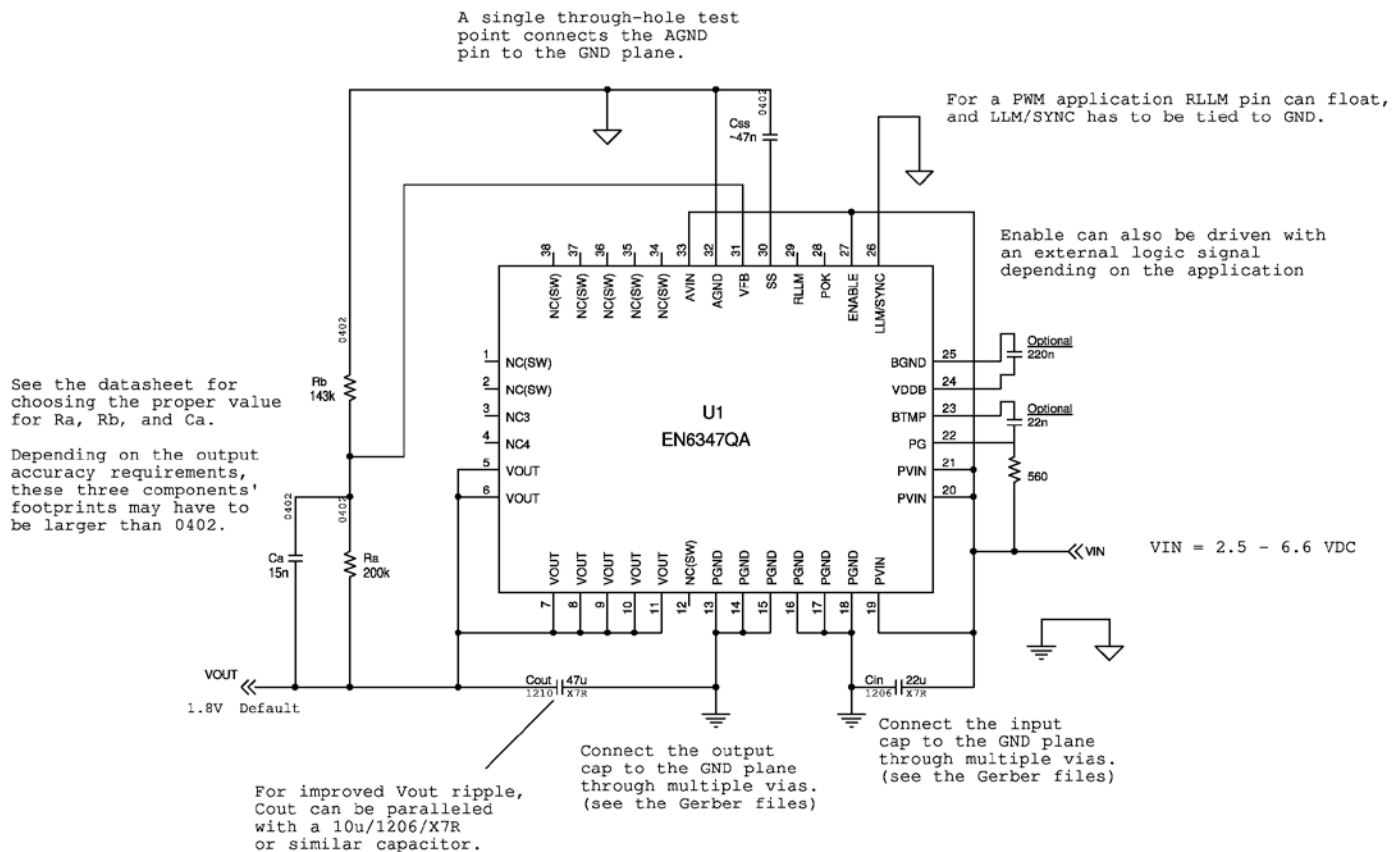 A single through-hole test
point connects the AGND
pin to the GND plane.
For a PWM application RLLM pin can float,
and LLM/SYNC has to be tied to GND.
0402
Css
~47n
0402
Enable can also be driven with
an external logic signal
depending on the application
38
37
36
35
34
33
32
31
30
29
28
27
26
NC(SW)
NC(SW)
NC(SW)
NC(SW)
NC(SW)
AVIN
AGND
VFB
SS
RLLM
POK
ENABLE
LLM/SYNC
See the datasheet for
choosing the proper value
for Ra, Rb, and Ca.
Depending on the output
accuracy requirements,
these three components'
footprints may have to
be larger than 0402.
Rb
143k
0402
0402
Ca
15n
Ra
200k
1 NC(SW)
2 NC(SW)
3 NC3
4 NC4
5 VOUT
6 VOUT
U1
EN6347QA
BGND 25
VDDB 24
BTMP 23
PG 22
PVIN 21
PVIN 20
Optional
220n
Optional
22n
560
VIN
VIN = 2.5 - 6.6 VDC
VOUT
VOUT
VOUT
VOUT
VOUT
NC(SW)
PGND
PGND
PGND
PGND
PGND
PGND
PVIN
7
8
9
10
11
12
13
14
15
16
17
18
19
VOUT
1.8V Default
Cout 47u
1210 X7R
Cin 22u
1206 X7R
Connect the output
cap to the GND plane
through multiple vias.
(see the Gerber files)
Connect the input
cap to the GND plane
through multiple vias.
(see the Gerber files)
For improved Vout ripple,
Cout can be paralleled
with a 10u/1206/X7R
or similar capacitor.